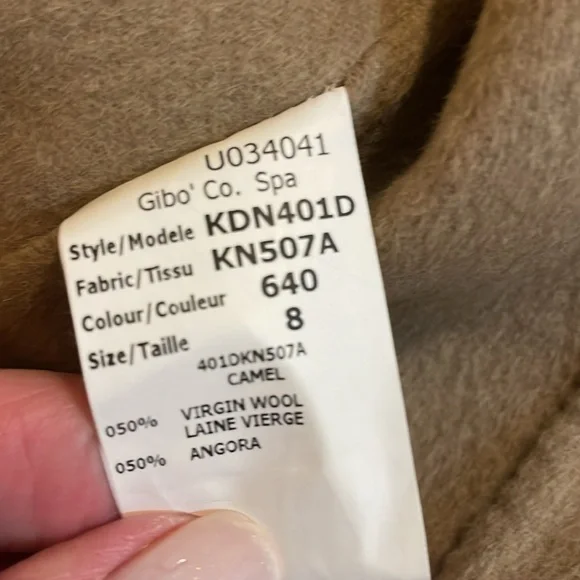 U034041
Gibo' Co. Spa
Style/Modele KDN401D
Fabric/Tissu KN507A
Colour/Couleur 640
Size/Taille 8
401DKN507A
CAMEL
050% VIRGIN WOOL
LAINE VIERGE
050% ANGORA